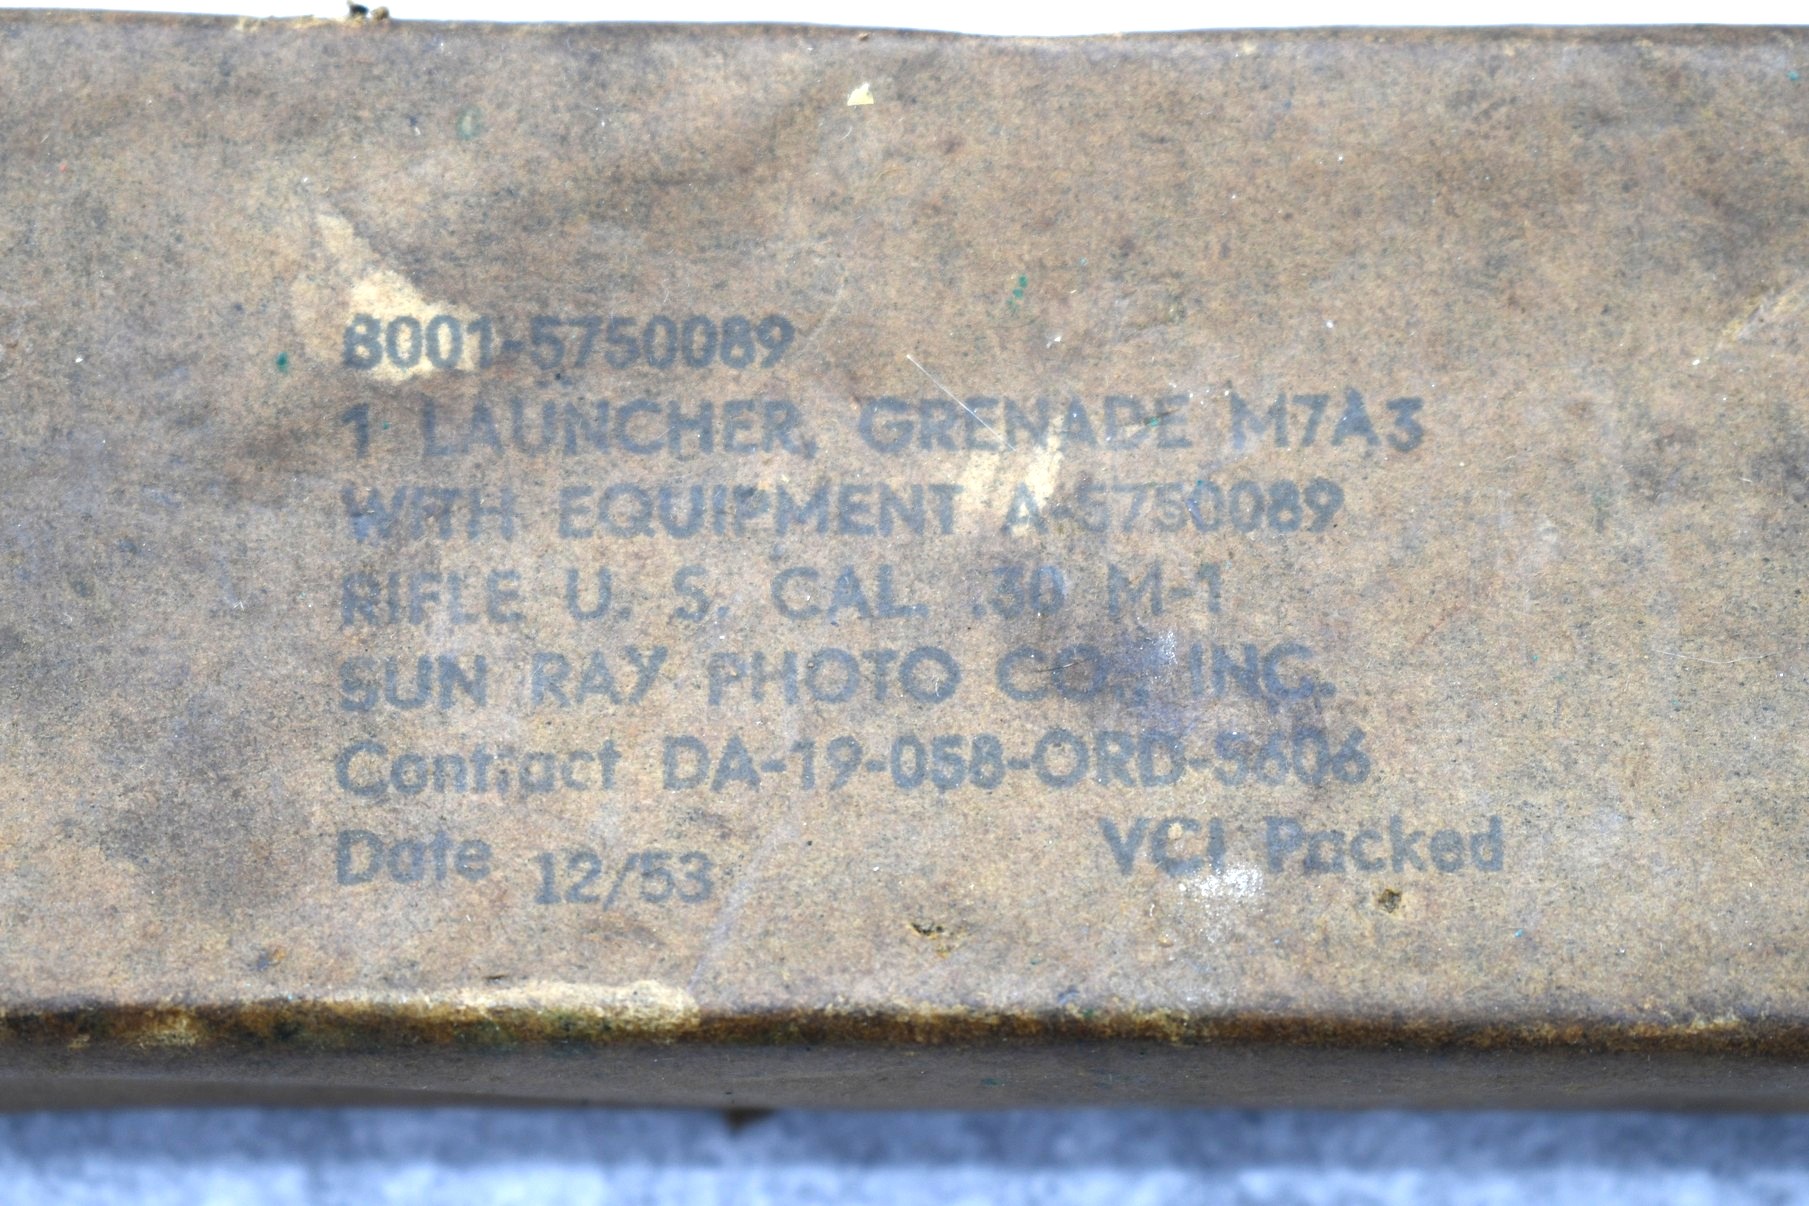 8001-5750089
1 LAUNCHER, GRENADE M7A3
WITH EQUIPMENT A-5750089
RIFLE U. S. CAL. .30 M-1
SUN RAY PHOTO CO., INC.
Contract DA-19-058-ORD-S606
Date 12/53 VCI Packed